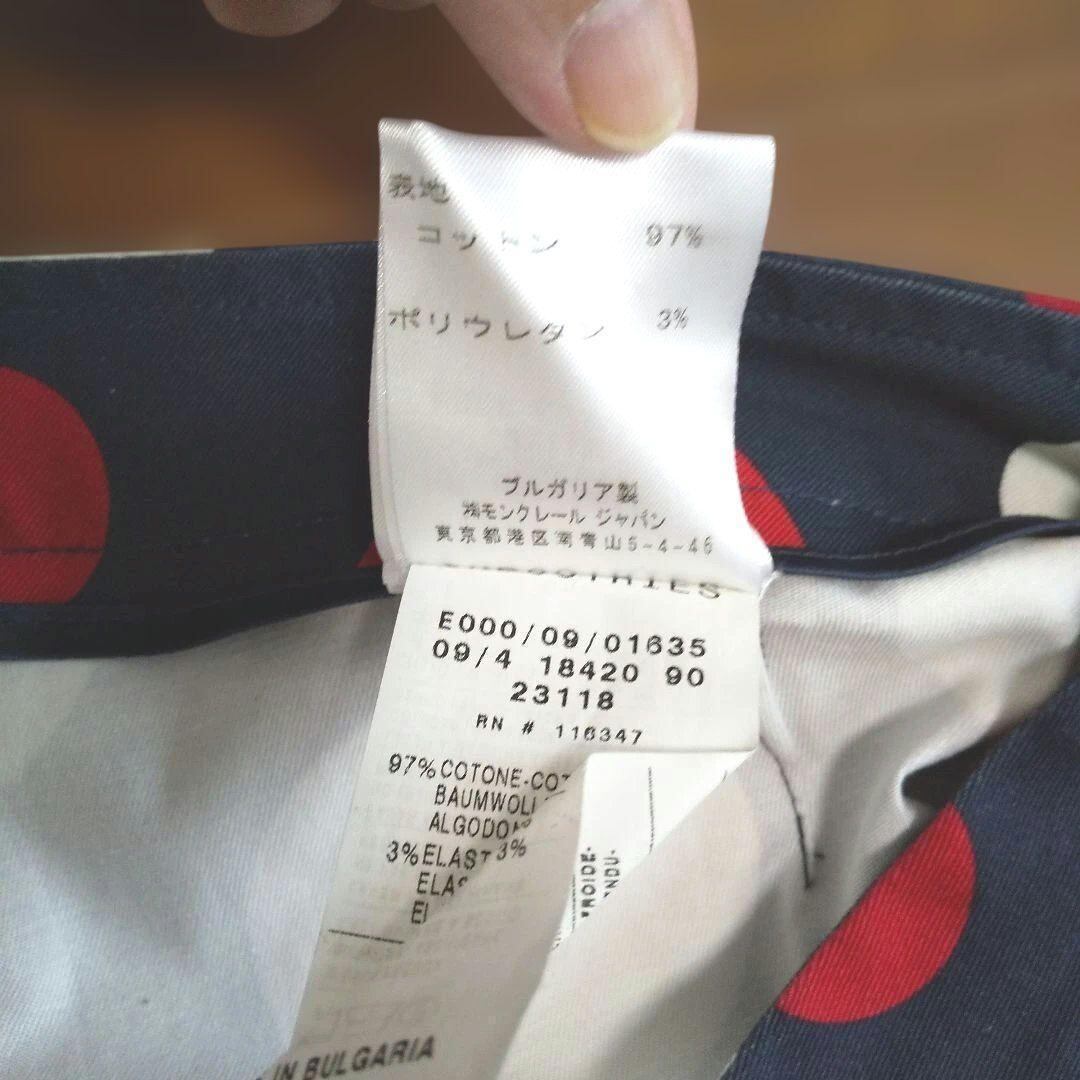 表地
コットン 97%
ポリウレタン 3%
ブルガリア製
モンクレール ジャパン
東京都港区南青山5-4-46
E000/09/01635
09/4 18420 90
23118
RN # 116347
97% COTONE-COT
BAUMWOLL
ALGODO
3% ELAST 3%
ELAS
EL
IN BULGARIA